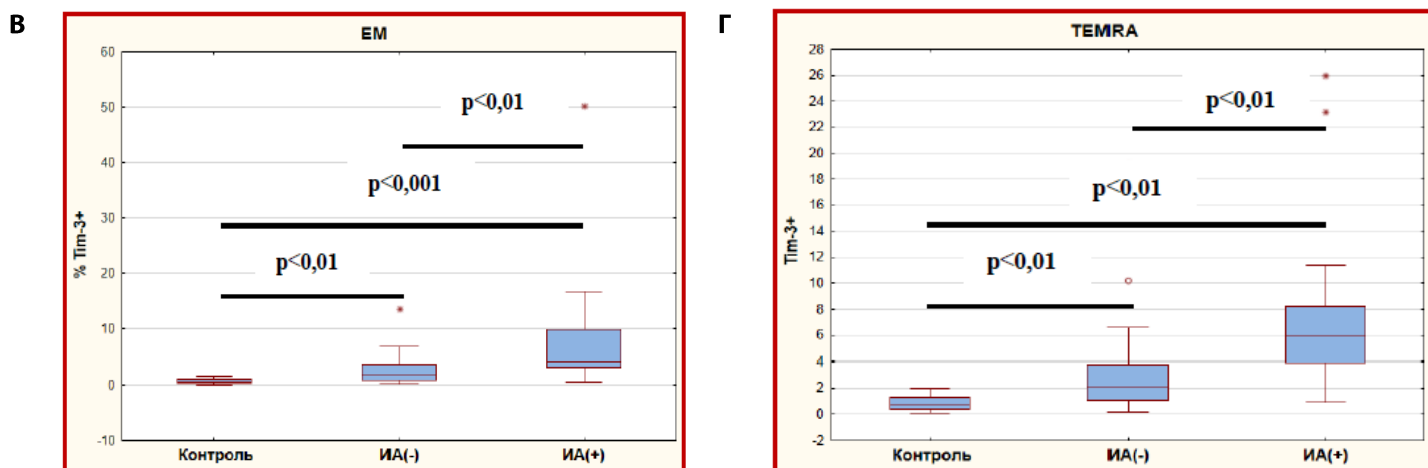 В
EM
60
50
40
30
20
10
0
-10
% Tim-3+
p<0,01
p<0,001
p<0,01
Контроль
ИА(-)
ИА(+)
Г
TEMRA
28
26
24
22
20
18
16
14
12
10
8
6
4
2
0
-2
Tim-3+
p<0,01
p<0,01
p<0,01
Контроль
ИА(-)
ИА(+)